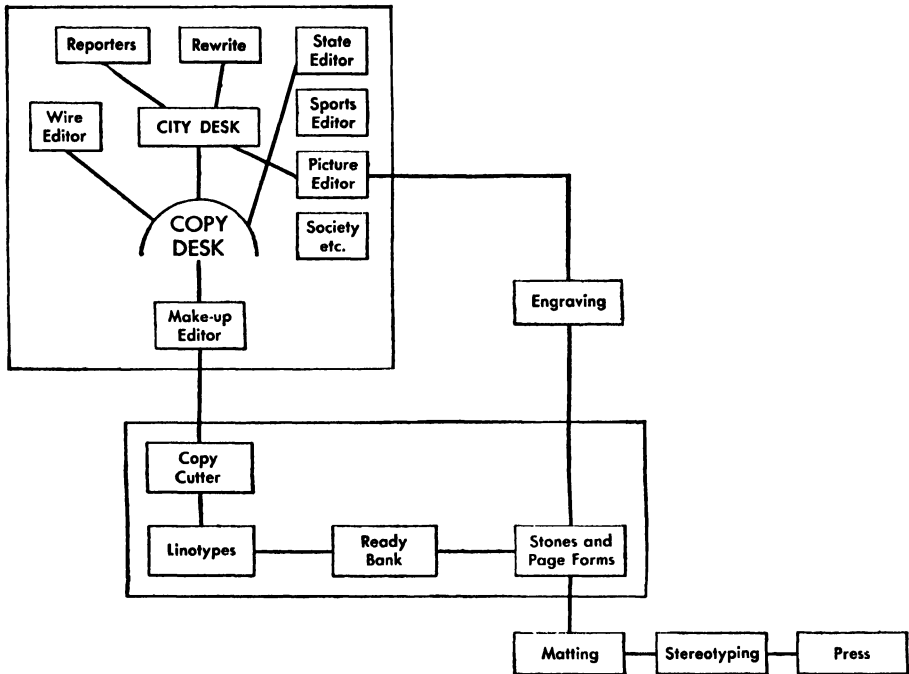 Reporters
Rewrite
State
Editor
Wire
Editor
CITY DESK
Sports
Editor
Picture
Editor
COPY
DESK
Society
etc.
Make-up
Editor
Engraving
Copy
Cutter
Linotypes
Ready
Bank
Stones and
Page Forms
Matting
Stereotyping
Press